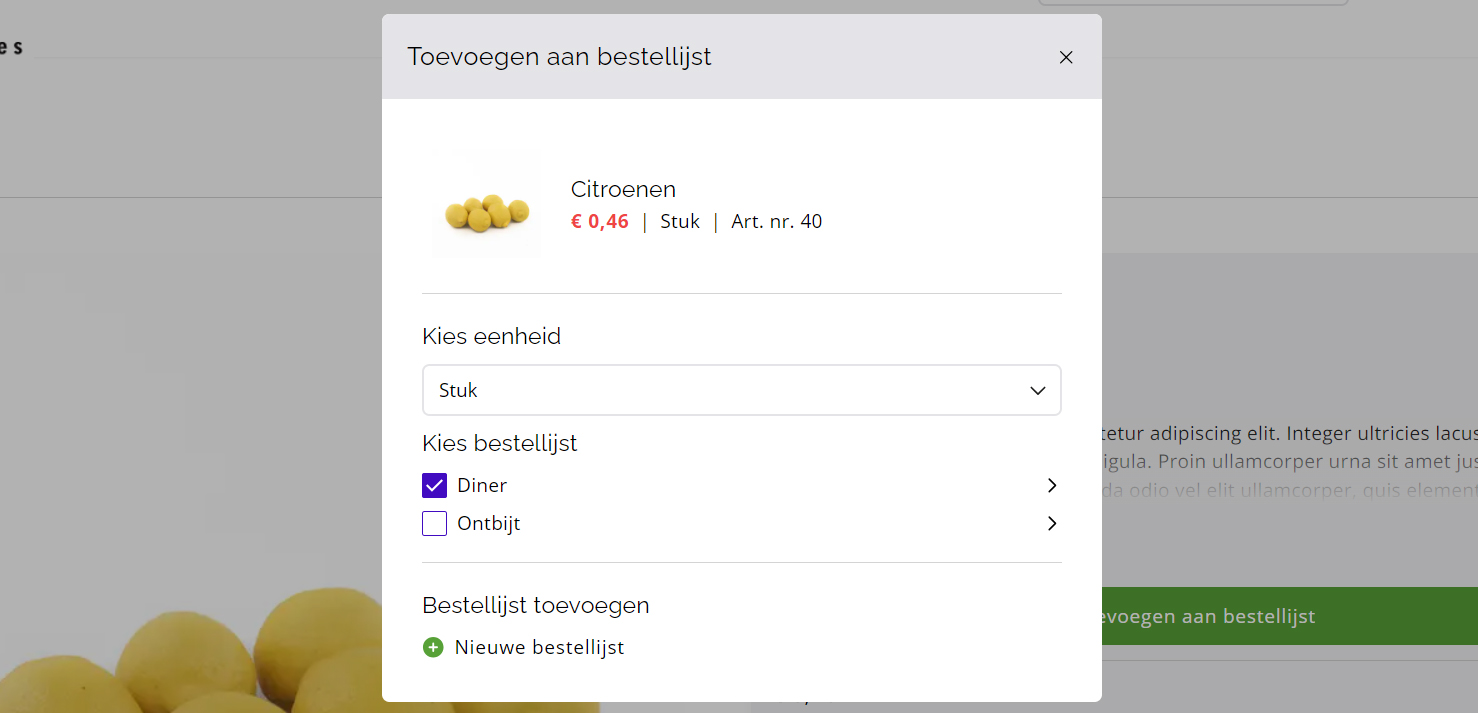 es
Toevoegen aan bestellijst
Citroenen
€ 0,46 | Stuk | Art. nr. 40
Kies eenheid
Stuk
Kies bestellijst
Diner
Ontbijt
Bestellijst toevoegen
Nieuwe bestellijst
tetur adipiscing elit. Integer ultricies lacus
igula. Proin ullamcorper urna sit amet jus
da odio vel elit ullamcorper, quis element
evoegen aan bestellijst